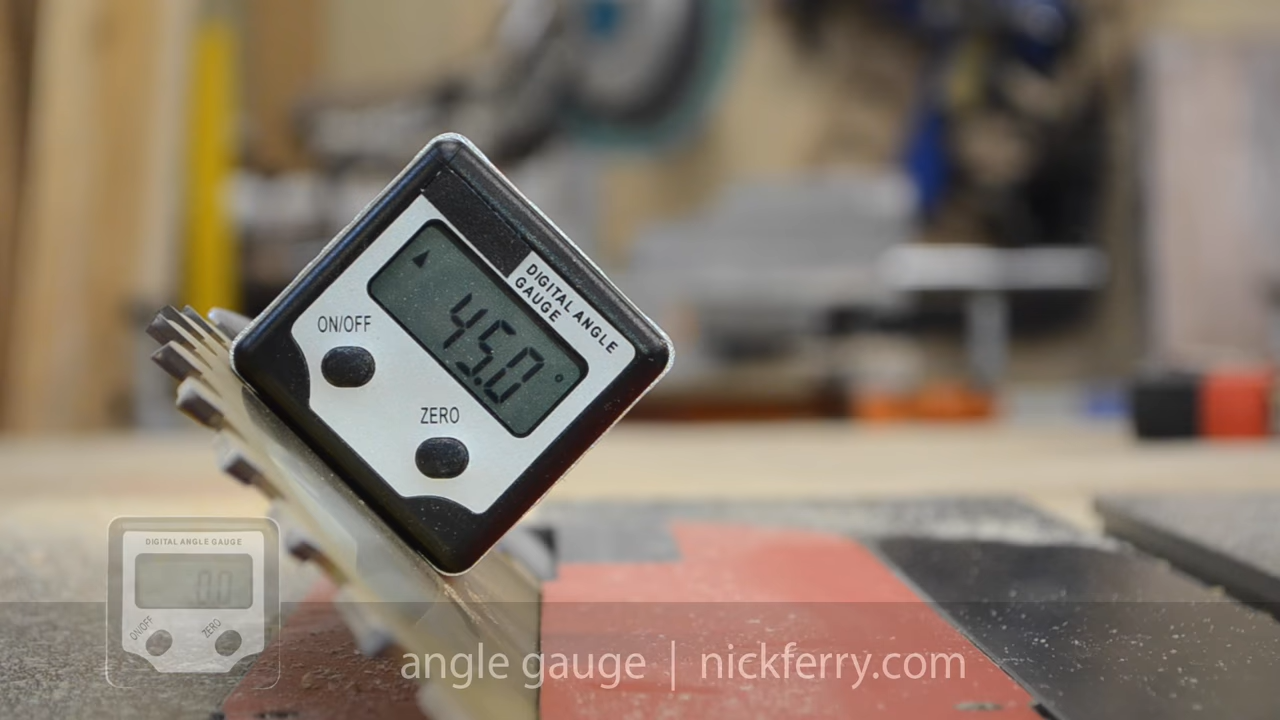 DIGITAL ANGLE
GAUGE
45.0°
ON/OFF
ZERO
DIGITAL ANGLE GAUGE
0.0
ON/OFF
ZERO
angle gauge | nickferry.com